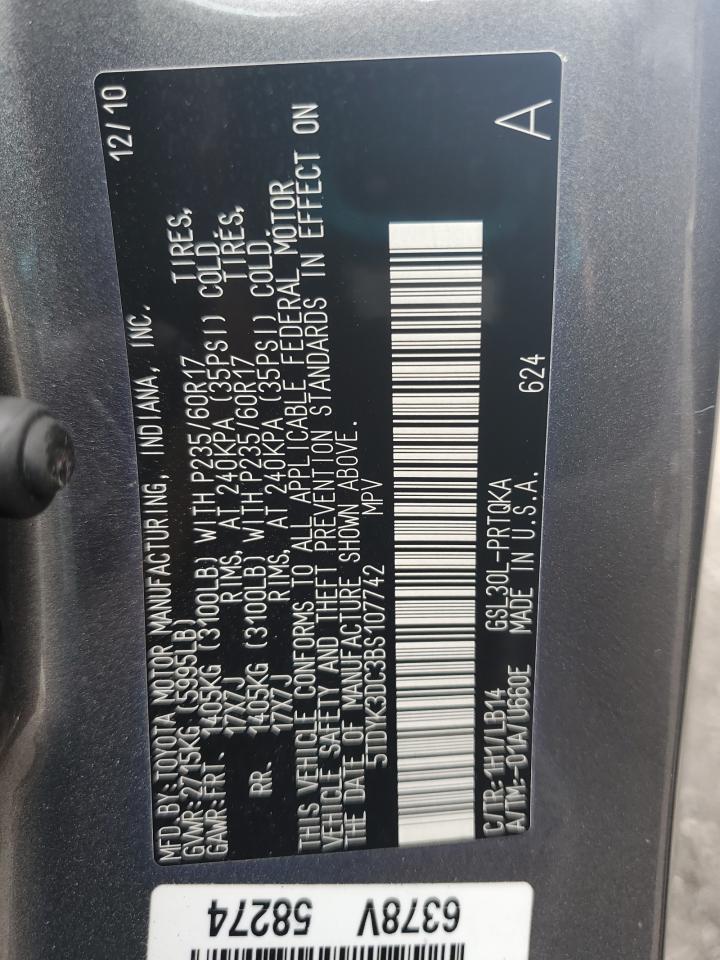 MFD BY:TOYOTA MOTOR MANUFACTURING, INDIANA, INC. 12/10
GVWR:2715KG (5995LB)
GAWR:FRT. 1405KG (3100LB) WITH P235/60R17 TIRES,
17X7J RIMS, AT 240KPA (35PSI) COLD.
RR. 1405KG (3100LB) WITH P235/60R17 TIRES,
17X7J RIMS, AT 240KPA (35PSI) COLD.
THIS VEHICLE CONFORMS TO ALL APPLICABLE FEDERAL MOTOR
VEHICLE SAFETY AND THEFT PREVENTION STANDARDS IN EFFECT ON
THE DATE OF MANUFACTURE SHOWN ABOVE.
5TDYK3DC3BS107742 MPV
C/TR:1H1/LB14 GSL30L-PRTQKA 624 A
A/TM:-01A/U660E MADE IN U.S.A.
6378V
58274